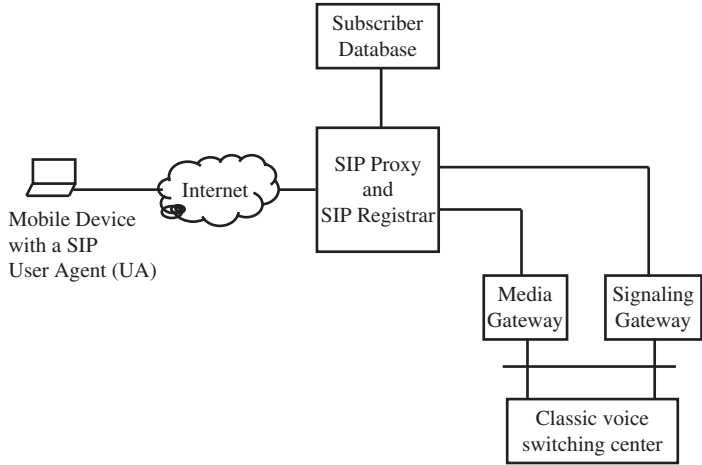 Subscriber
Database
SIP Proxy
and
SIP Registrar
Internet
Mobile Device
with a SIP
User Agent (UA)
Media
Gateway
Signaling
Gateway
Classic voice
switching center